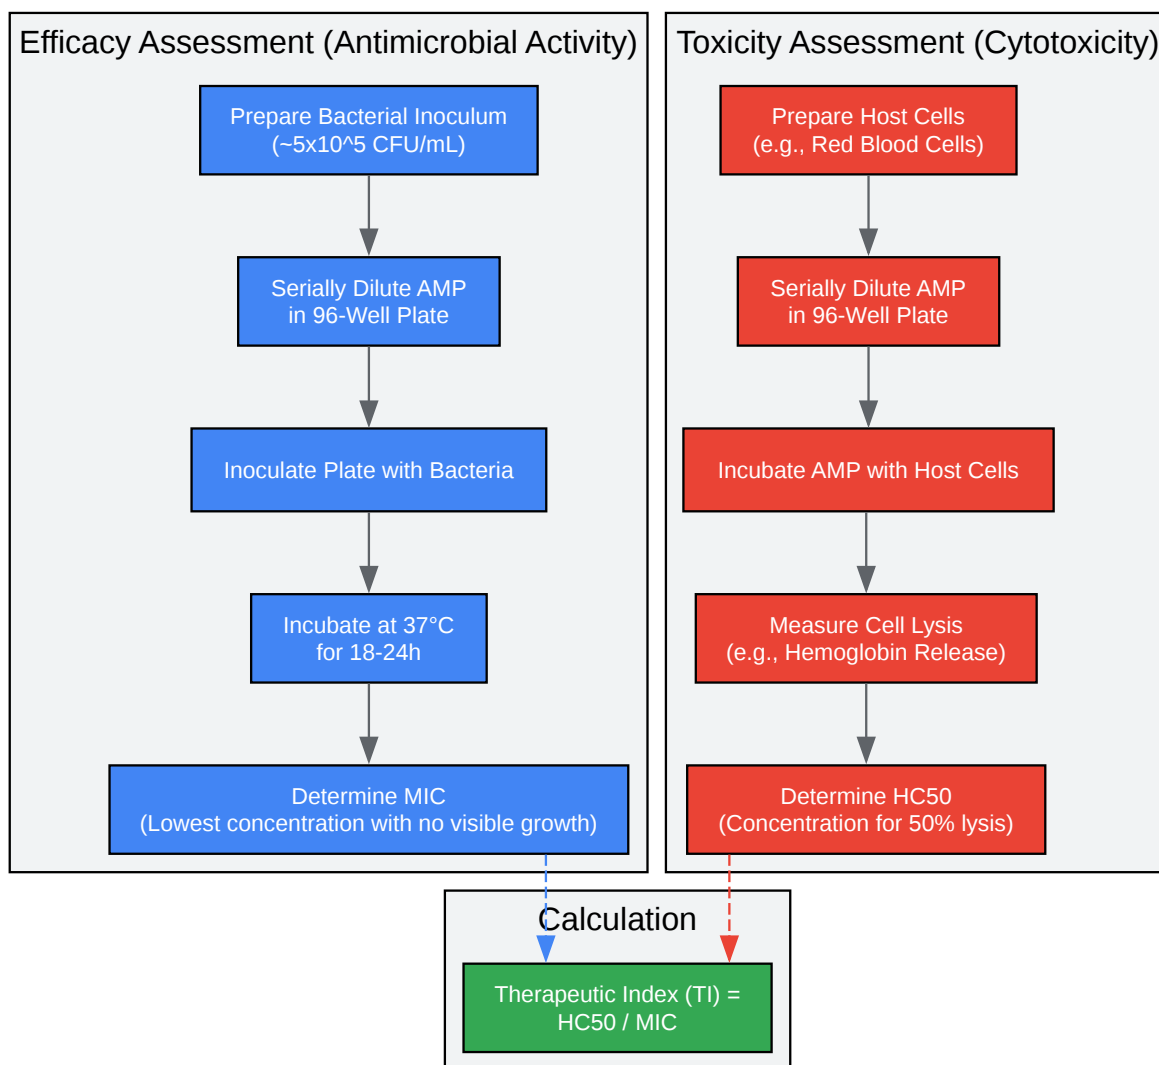 Efficacy Assessment (Antimicrobial Activity)
Prepare Bacterial Inoculum
(~5x10^5 CFU/mL)
Serially Dilute AMP
in 96-Well Plate
Inoculate Plate with Bacteria
Incubate at 37°C
for 18-24h
Determine MIC
(Lowest concentration with no visible growth)
Toxicity Assessment (Cytotoxicity)
Prepare Host Cells
(e.g., Red Blood Cells)
Serially Dilute AMP
in 96-Well Plate
Incubate AMP with Host Cells
Measure Cell Lysis
(e.g., Hemoglobin Release)
Determine HC50
(Concentration for 50% lysis)
Calculation
Therapeutic Index (TI) =
HC50 / MIC